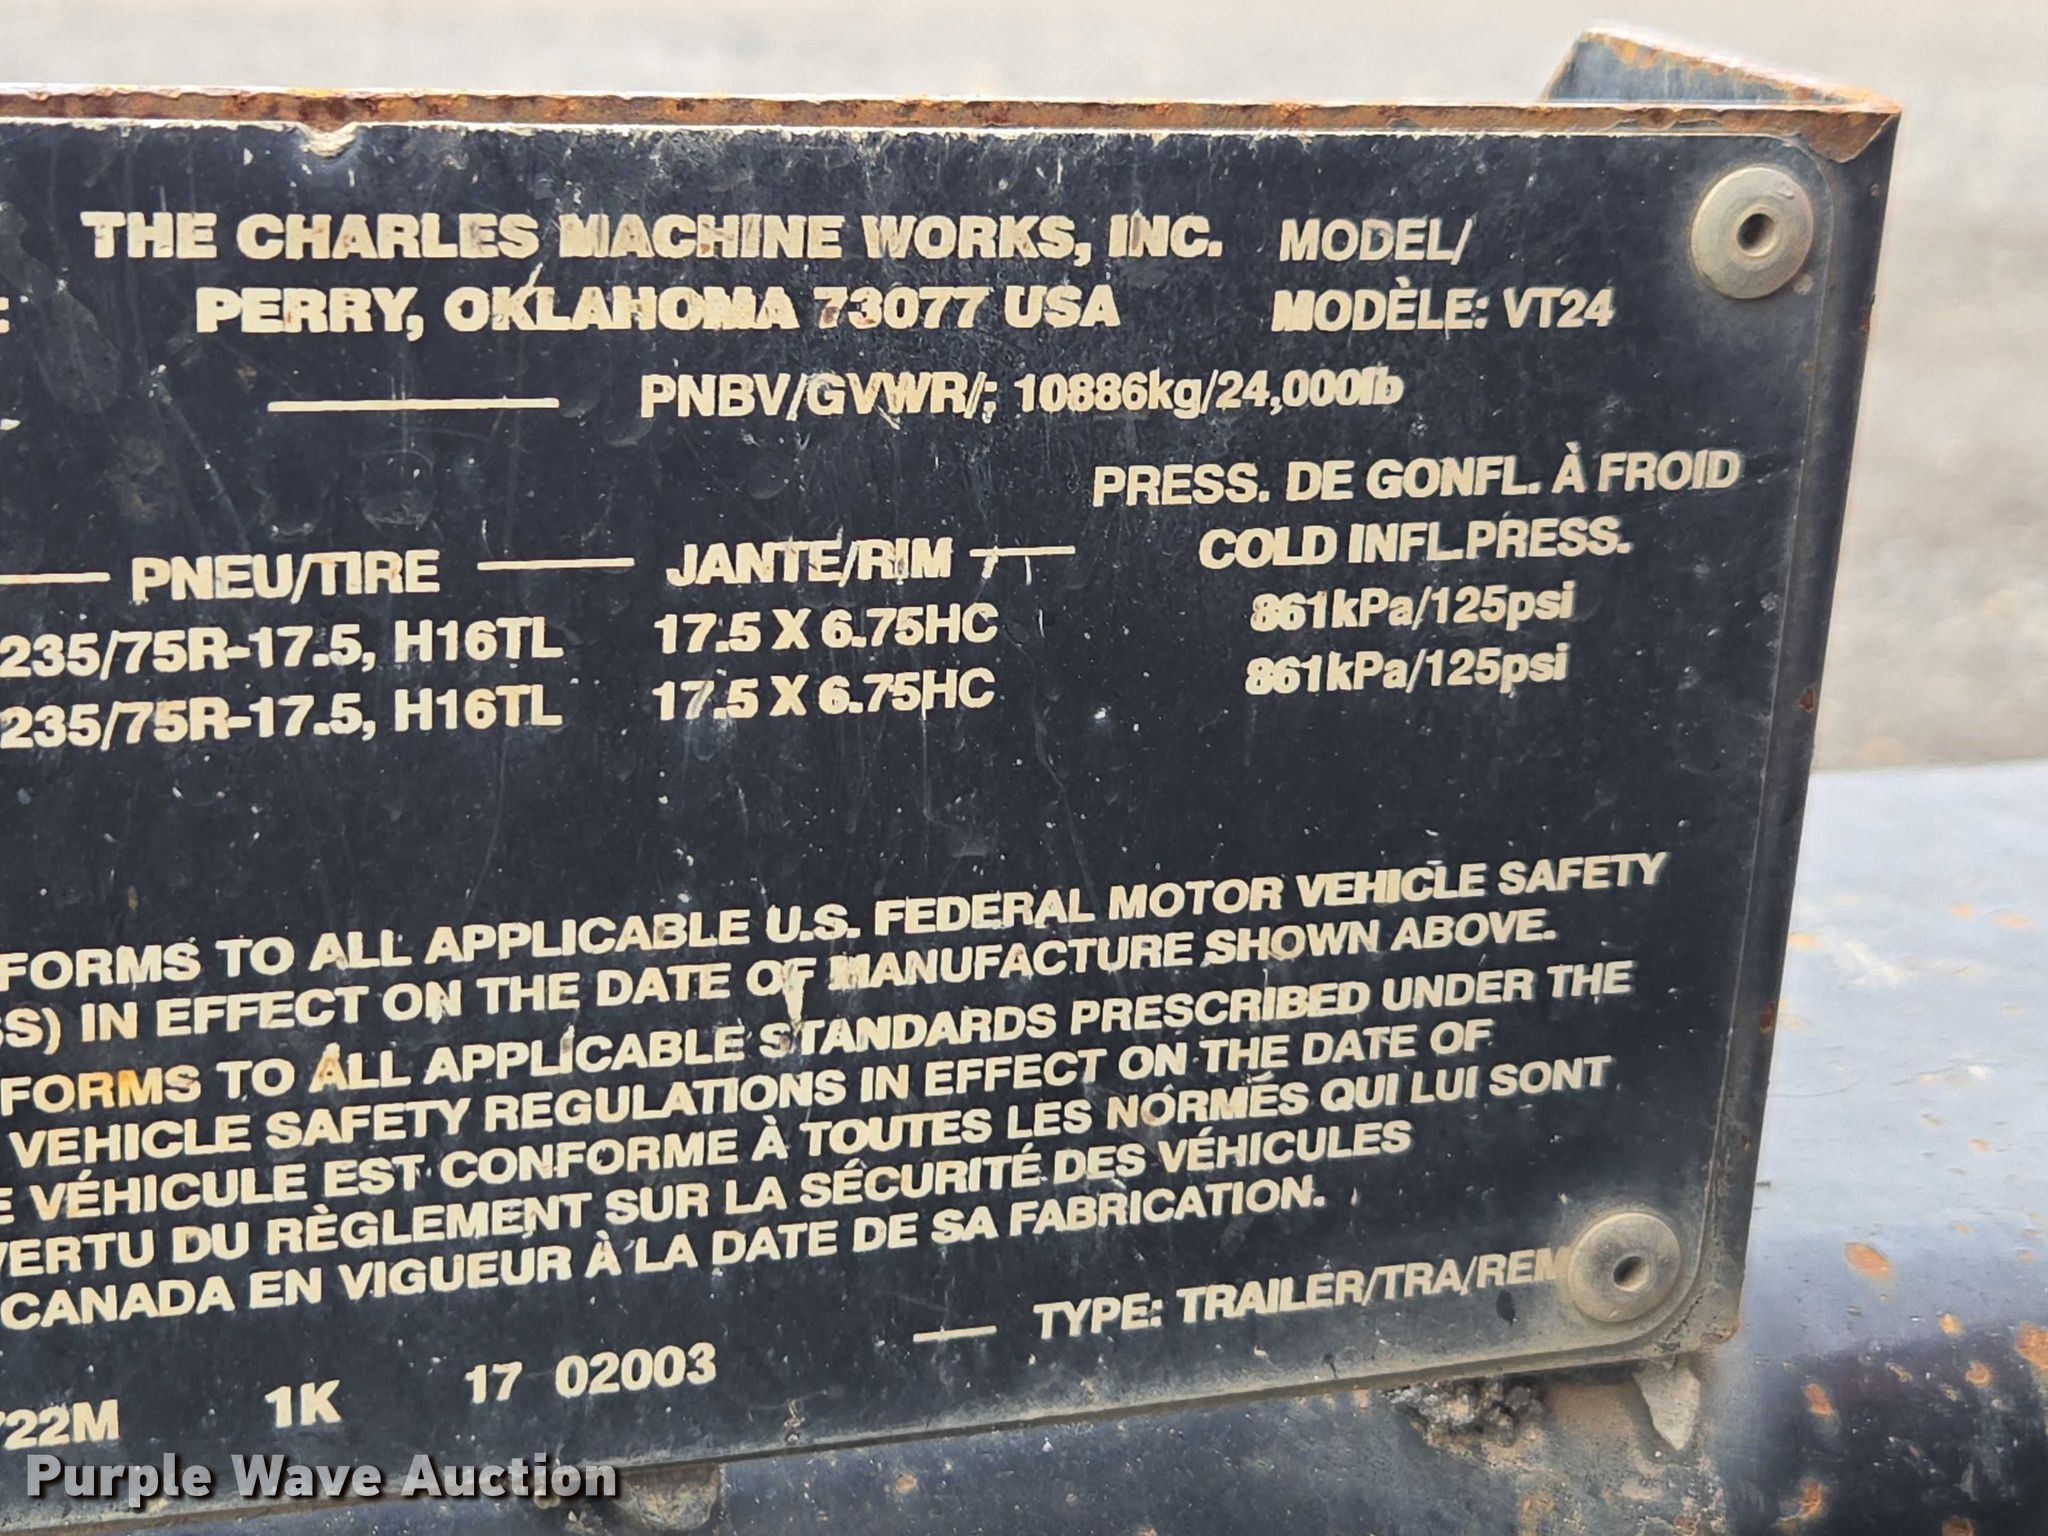 THE CHARLES MACHINE WORKS, INC. MODEL/
: PERRY, OKLAHOMA 73077 USA MODÈLE: VT24
PNBV/GVWR/: 10886kg/24,000lb
PRESS. DE GONFL. À FROID
PNEU/TIRE JANTE/RIM COLD INFL.PRESS.
235/75R-17.5, H16TL 17.5 X 6.75HC 861kPa/125psi
235/75R-17.5, H16TL 17.5 X 6.75HC 861kPa/125psi
FORMS TO ALL APPLICABLE U.S. FEDERAL MOTOR VEHICLE SAFETY
SS) IN EFFECT ON THE DATE OF MANUFACTURE SHOWN ABOVE.
FORMS TO ALL APPLICABLE STANDARDS PRESCRIBED UNDER THE
VEHICLE SAFETY REGULATIONS IN EFFECT ON THE DATE OF
E VÉHICULE EST CONFORME À TOUTES LES NORMES QUI LUI SONT
VERTU DU RÈGLEMENT SUR LA SÉCURITÉ DES VÉHICULES
CANADA EN VIGUEUR À LA DATE DE SA FABRICATION.
TYPE: TRAILER/TRA/REM
722M 1K 17 02003
Purple Wave Auction